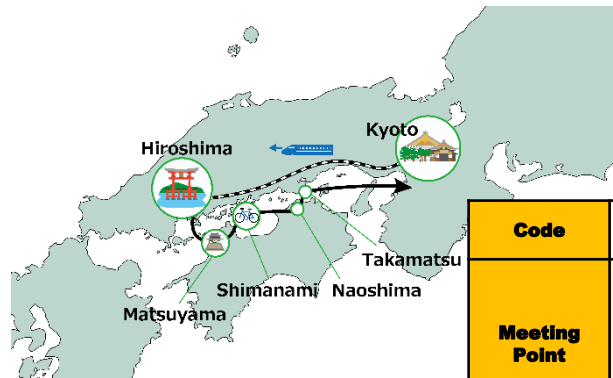 Kyoto
Hiroshima
Takamatsu
Shimanami
Naoshima
Matsuyama
Code
Meeting
Point